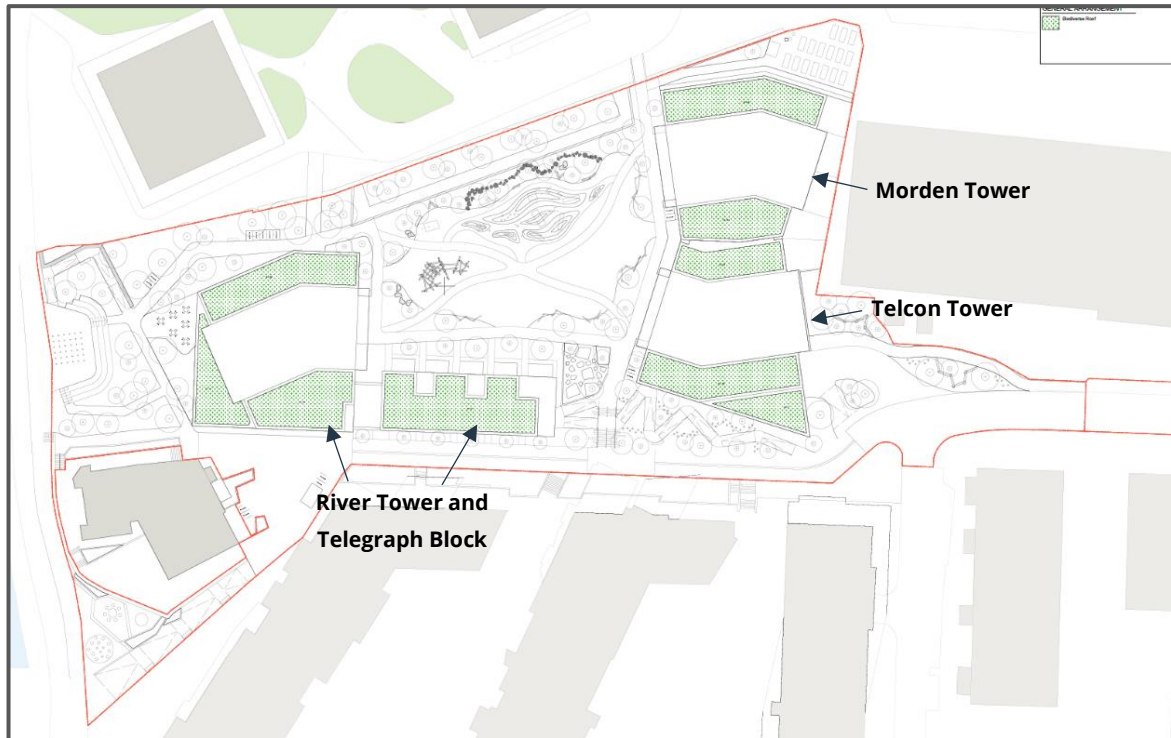 GENERAL ARRANGEMENT
Biodiverse Roof
Morden Tower
Telcon Tower
River Tower and
Telegraph Block